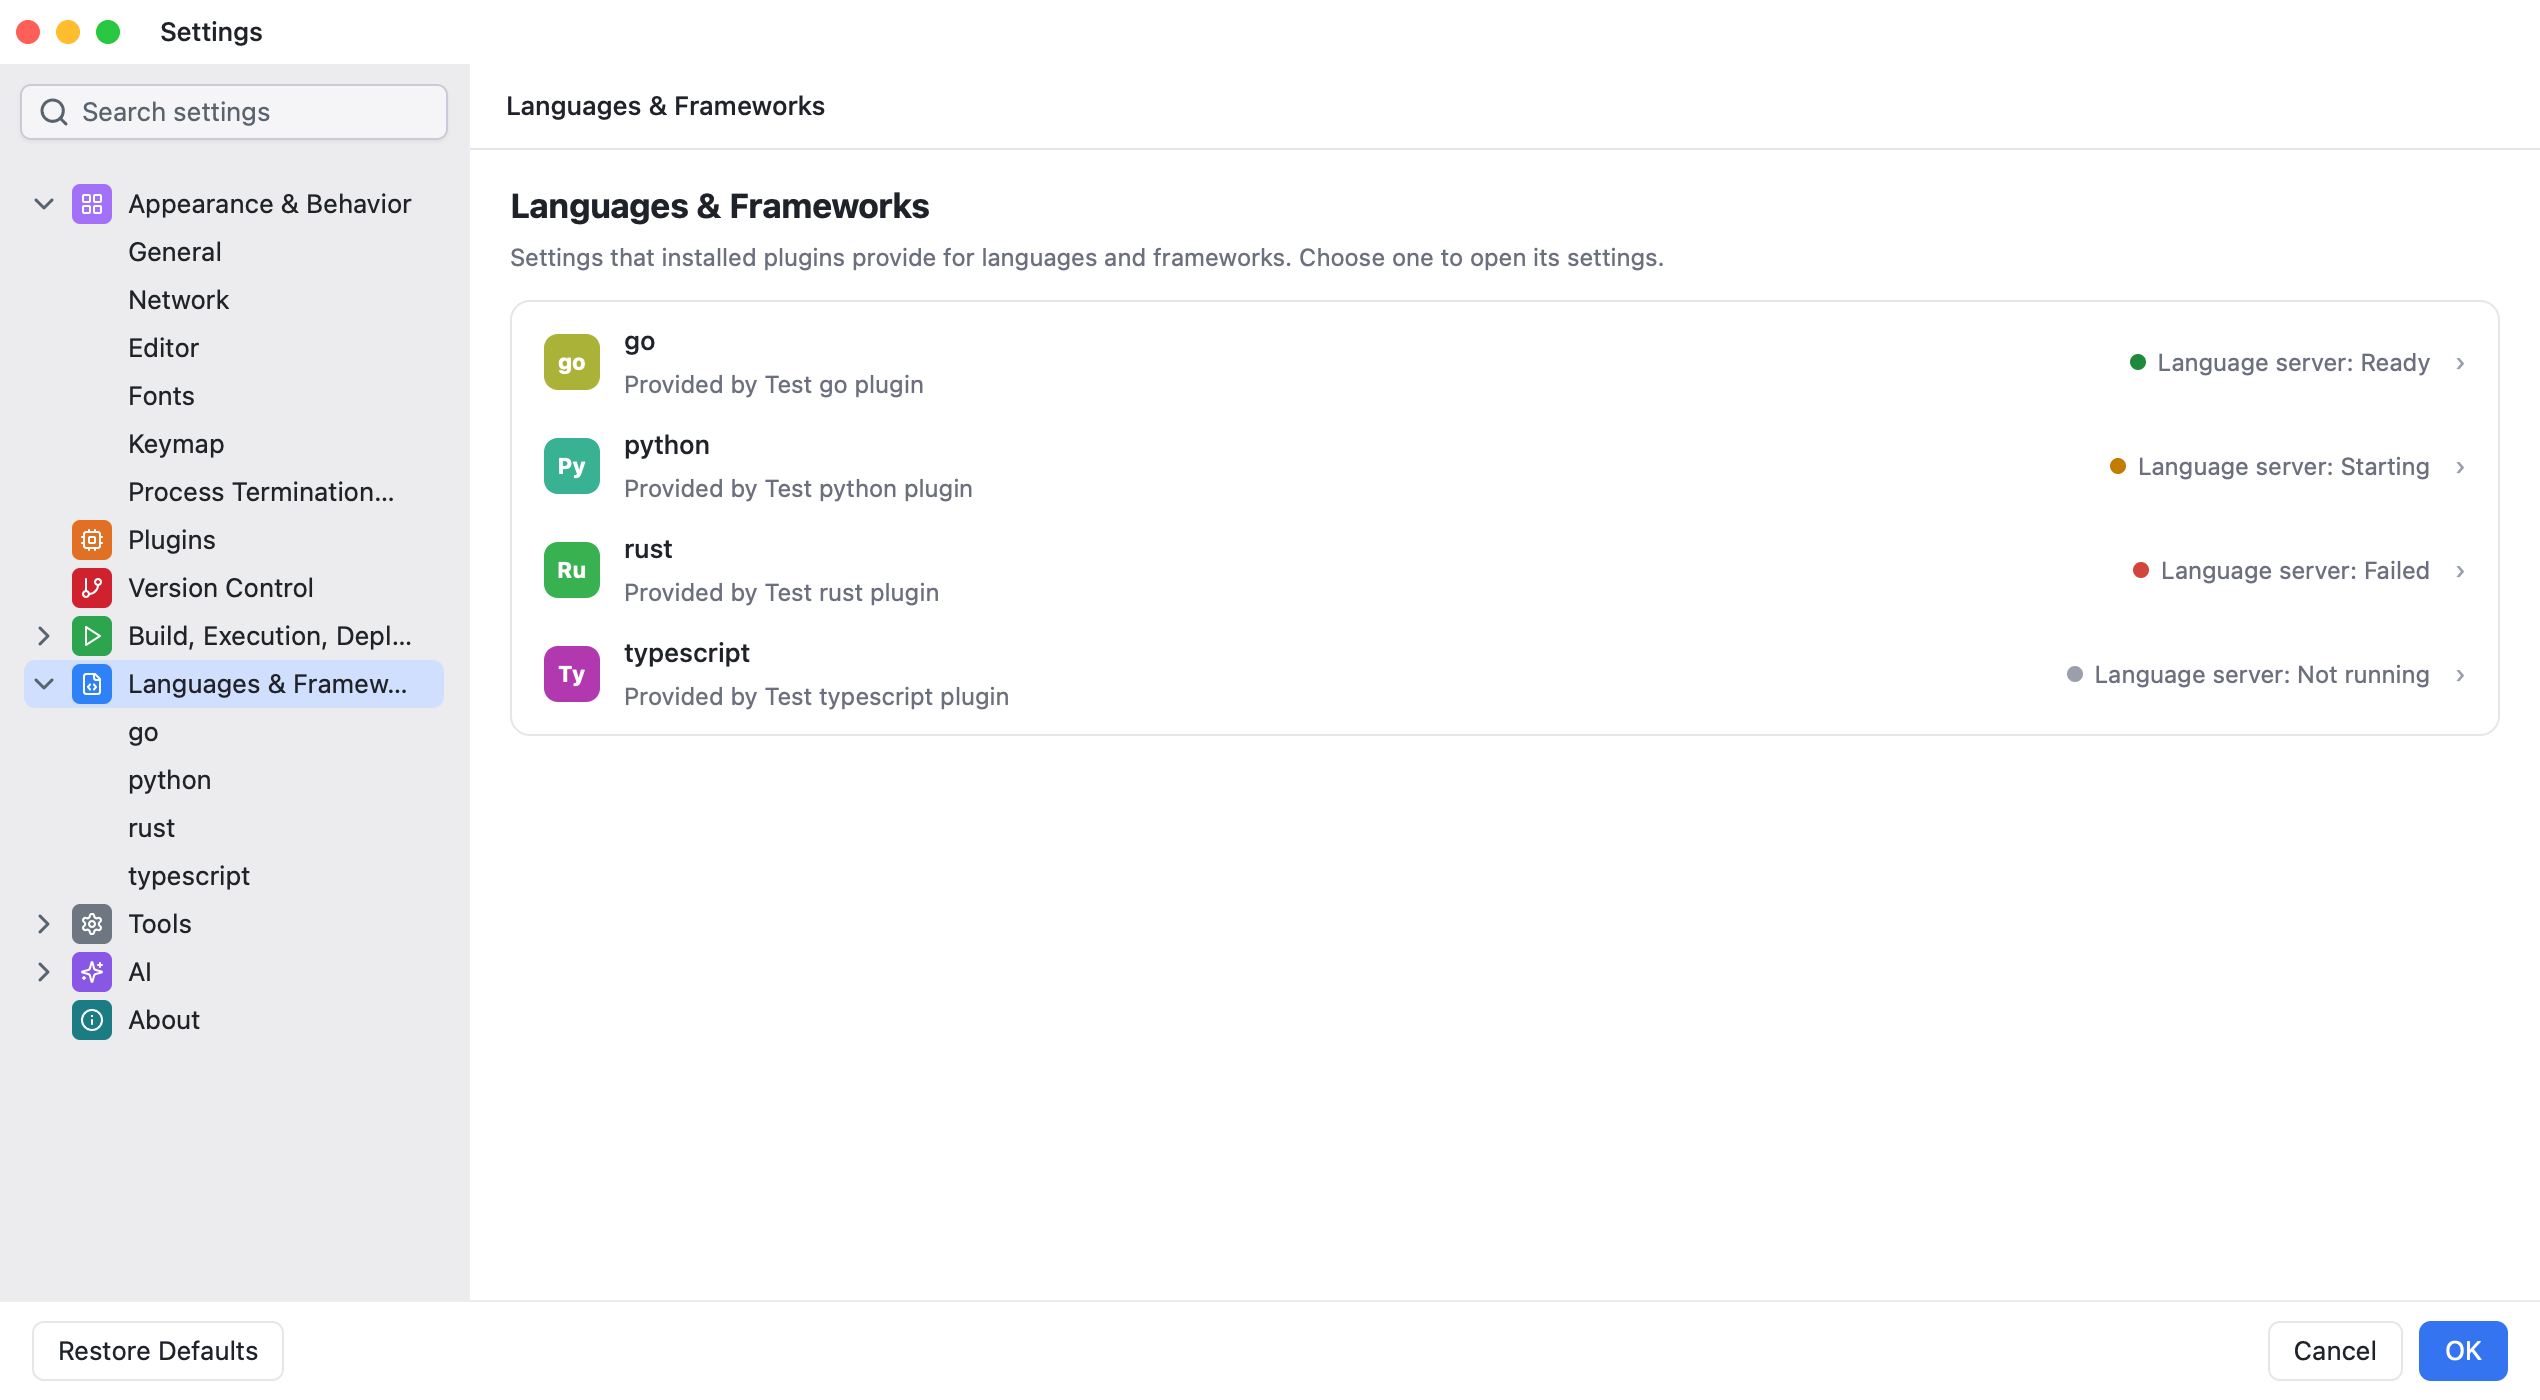 Settings
Search settings
Appearance & Behavior
General
Network
Editor
Fonts
Keymap
Process Termination...
Plugins
Version Control
Build, Execution, Depl...
Languages & Framew...
go
python
rust
typescript
Tools
AI
About
Languages & Frameworks
Languages & Frameworks
Settings that installed plugins provide for languages and frameworks. Choose one to open its settings.
go
go
Provided by Test go plugin
Language server: Ready
Py
python
Provided by Test python plugin
Language server: Starting
Ru
rust
Provided by Test rust plugin
Language server: Failed
Ty
typescript
Provided by Test typescript plugin
Language server: Not running
Restore Defaults
Cancel
OK